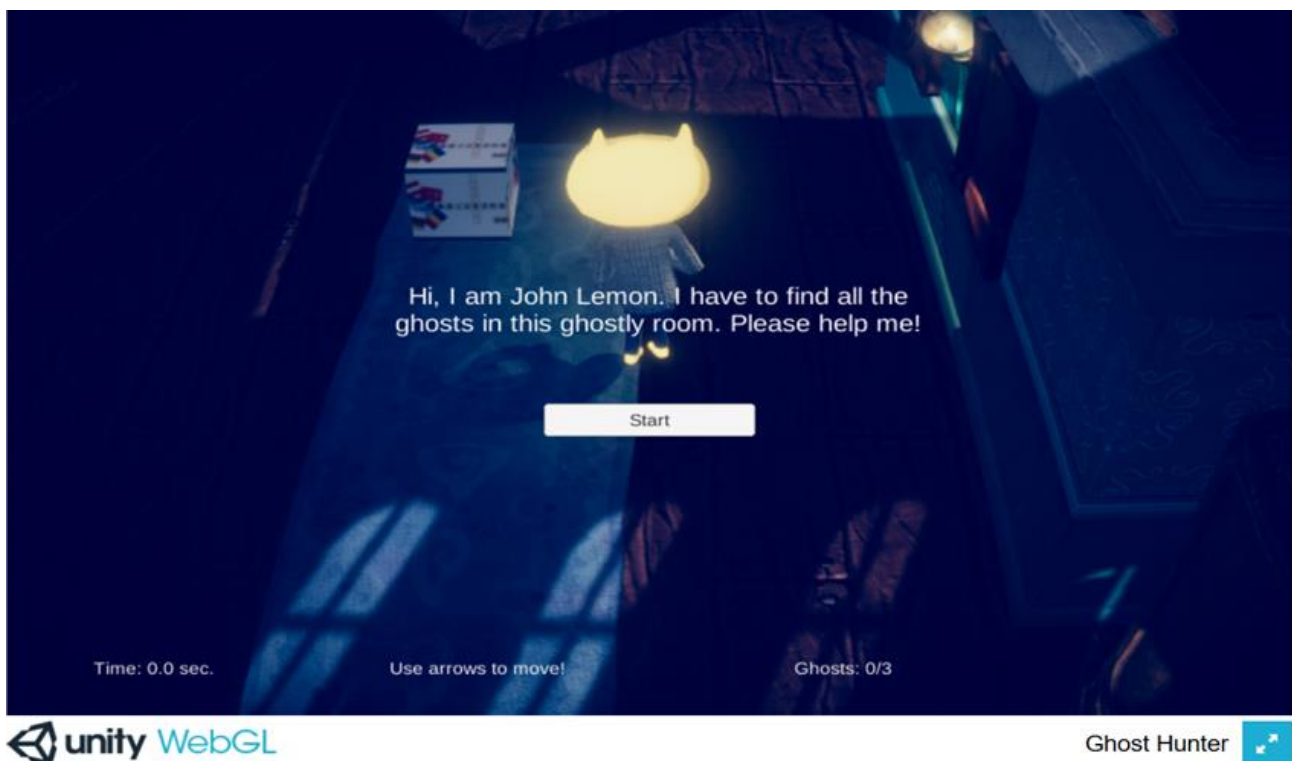 Hi, I am John Lemon. I have to find all the
ghosts in this ghostly room. Please help me!
Start
Time: 0.0 sec.
Use arrows to move!
Ghosts: 0/3
unity WebGL
Ghost Hunter